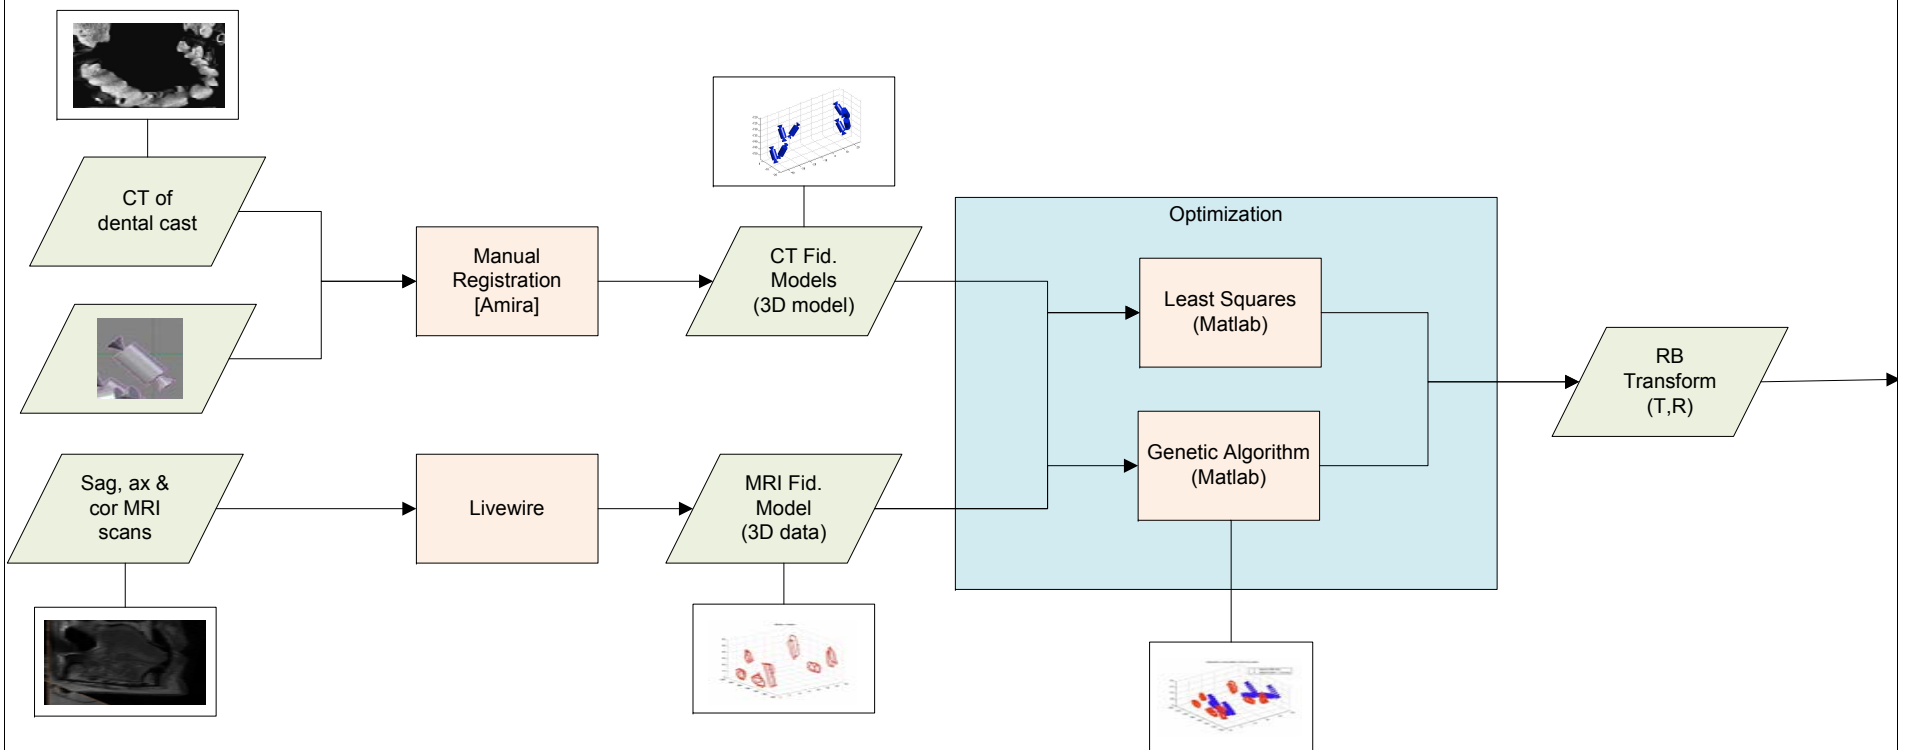 CT of
dental cast
Manual
Registration
[Amira]
CT Fid.
Models
(3D model)
Optimization
Least Squares
(Matlab)
Genetic Algorithm
(Matlab)
RB
Transform
(T,R)
Sag, ax &
cor MRI
scans
Livewire
MRI Fid.
Model
(3D data)